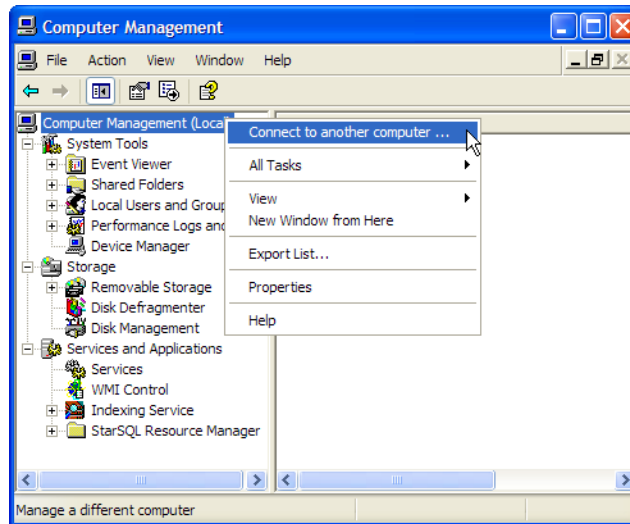 Computer Management
File Action View Window Help
Computer Management (Local)
Connect to another computer ...
System Tools
All Tasks
Event Viewer
Shared Folders
View
Local Users and Group
New Window from Here
Performance Logs and
Device Manager
Export List...
Storage
Removable Storage
Properties
Disk Defragmenter
Disk Management
Help
Services and Applications
Services
WMI Control
Indexing Service
StarSQL Resource Manager
Manage a different computer